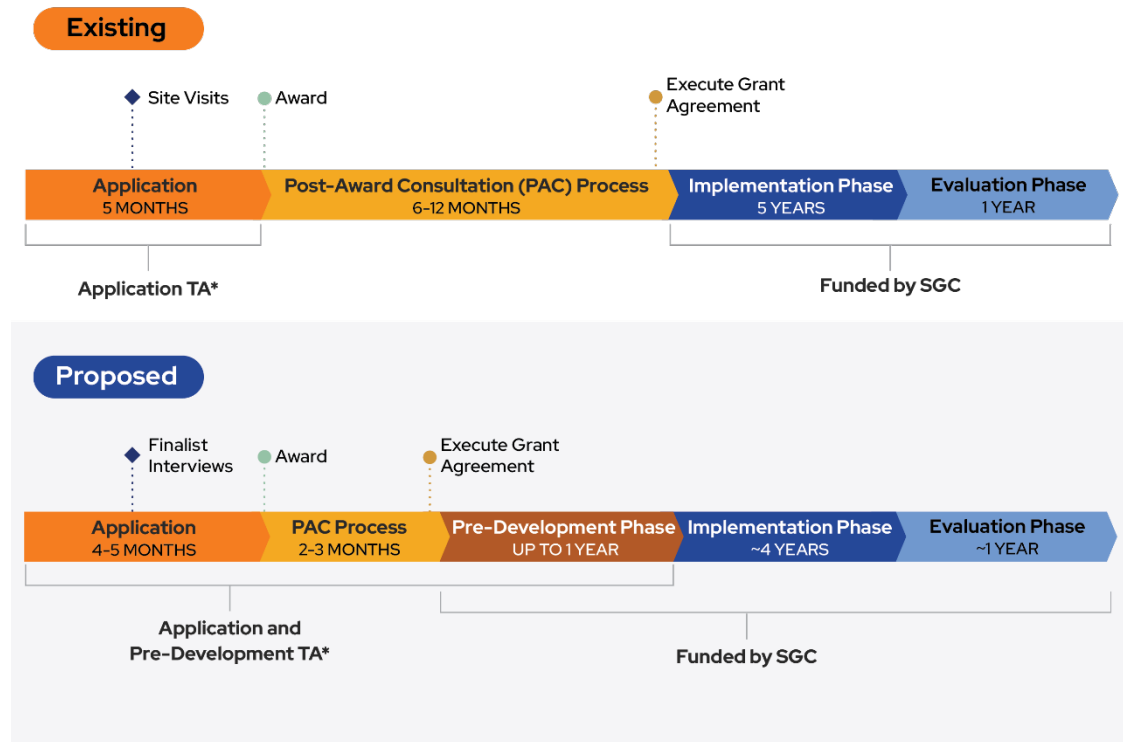 Existing
Site Visits
Award
Execute Grant
Agreement
Application
5 MONTHS
Post-Award Consultation (PAC) Process
6-12 MONTHS
Implementation Phase
5 YEARS
Evaluation Phase
1 YEAR
Application TA*
Funded by SGC
Proposed
Finalist
Interviews
Award
Execute Grant
Agreement
Application
4-5 MONTHS
PAC Process
2-3 MONTHS
Pre-Development Phase
UP TO 1 YEAR
Implementation Phase
~4 YEARS
Evaluation Phase
~1 YEAR
Application and
Pre-Development TA*
Funded by SGC